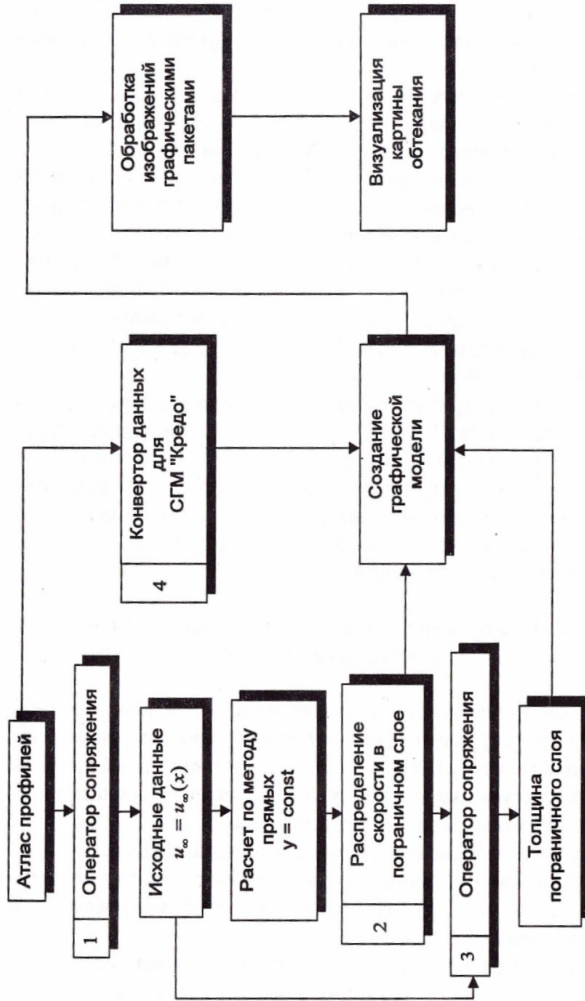 Атлас профилей
1
Оператор сопряжения
Исходные данные
u∞ = u∞(x)
Расчет по методу
прямых
y = const
2
Распределение
скорости в
пограничном слое
3
Оператор сопряжения
Толщина
пограничного слоя
4
Конвертор данных
для
СГМ "Кредо"
Создание
графической
модели
Обработка
изображений
графическими
пакетами
Визуализация
картины
обтекания